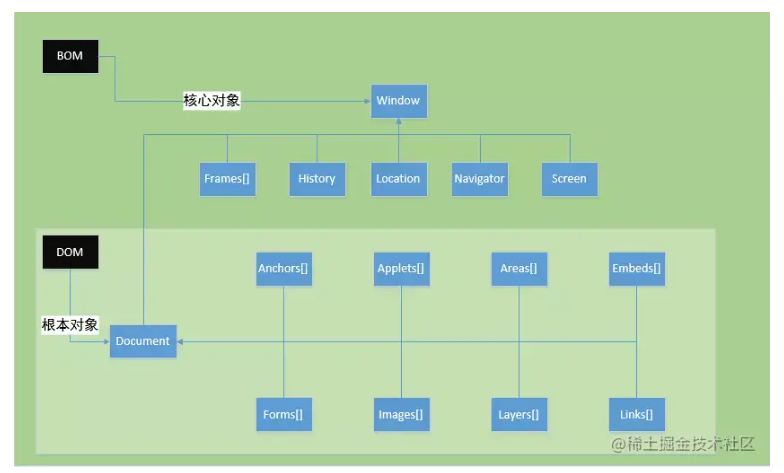 BOM
核心对象
Window
Frames[]
History
Location
Navigator
Screen
DOM
Anchors[]
Applets[]
Areas[]
Embeds[]
根本对象
Document
Forms[]
Images[]
Layers[]
Links[]
@稀土掘金技术社区